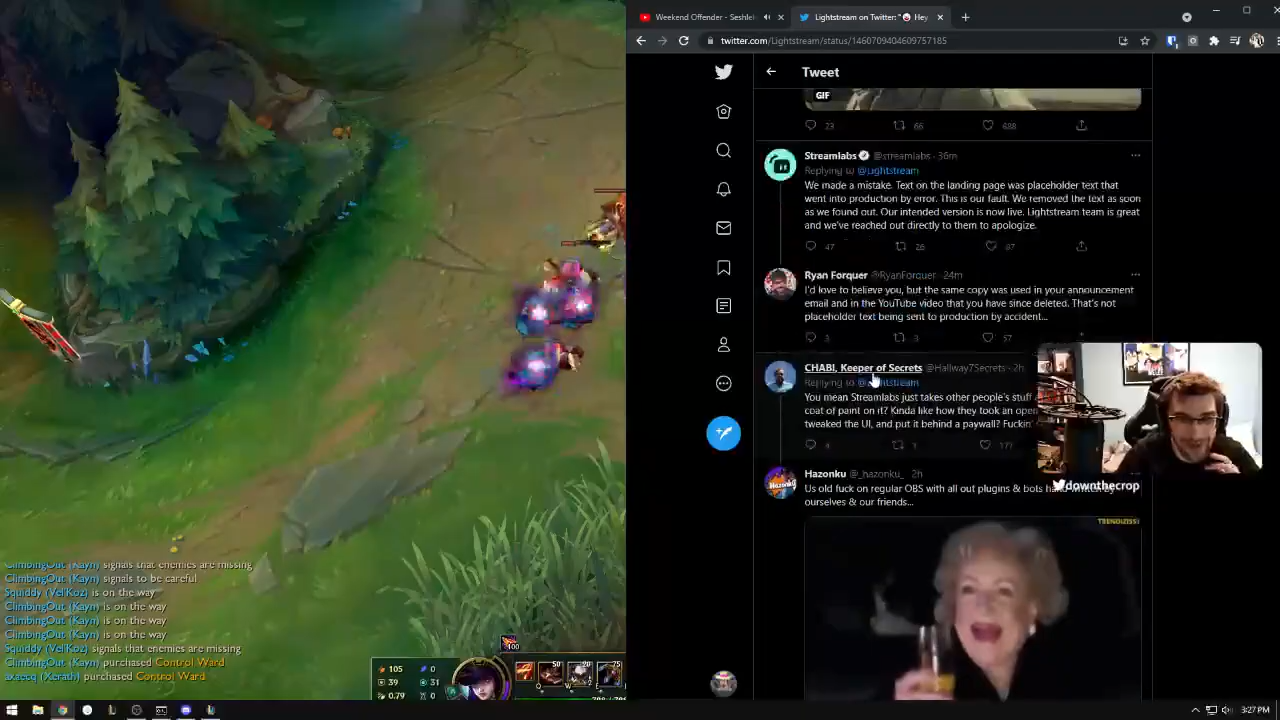 Weekend Offender - Seshlel
Lightstream on Twitter: " Hey
twitter.com/Lightstream/status/1460709404609757185
Tweet
GIF
23 66 688
Streamlabs @streamlabs · 36m
Replying to @Lightstream
We made a mistake. Text on the landing page was placeholder text that
went into production by error. This is our fault. We removed the text as soon
as we found out. Our intended version is now live. Lightstream team is great
and we've reached out directly to them to apologize.
47 26 87
Ryan Forquer @RyanForquer · 24m
I'd love to believe you, but the same copy was used in your announcement
email and in the YouTube video that you have since deleted. That's not
placeholder text being sent to production by accident...
3 3 57
CHABI, Keeper of Secrets @Hallway7Secrets · 2h
Replying to @Lightstream
You mean Streamlabs just takes other people's stuff
coat of paint on it? Kinda like how they took an open
tweaked the UI, and put it behind a paywall? Fuckin'
4 1 177
downthecrop
Hazonku @_hazonku_ · 2h
Us old fuck on regular OBS with all out plugins & bots
ourselves & our friends...
TRENDIZISST
ClimbingOut (Kayn) signals that enemies are missing
ClimbingOut (Kayn) signals to be careful
Squiddy (Vel'Koz) is on the way
ClimbingOut (Kayn) is on the way
ClimbingOut (Kayn) is on the way
ClimbingOut (Kayn) is on the way
Squiddy (Vel'Koz) signals that enemies are missing
ClimbingOut (Kayn) purchased Control Ward
axaecq (Xerath) purchased Control Ward
100
105 0
39 31
0.79 0
50 20 75
Q W E
3:27 PM